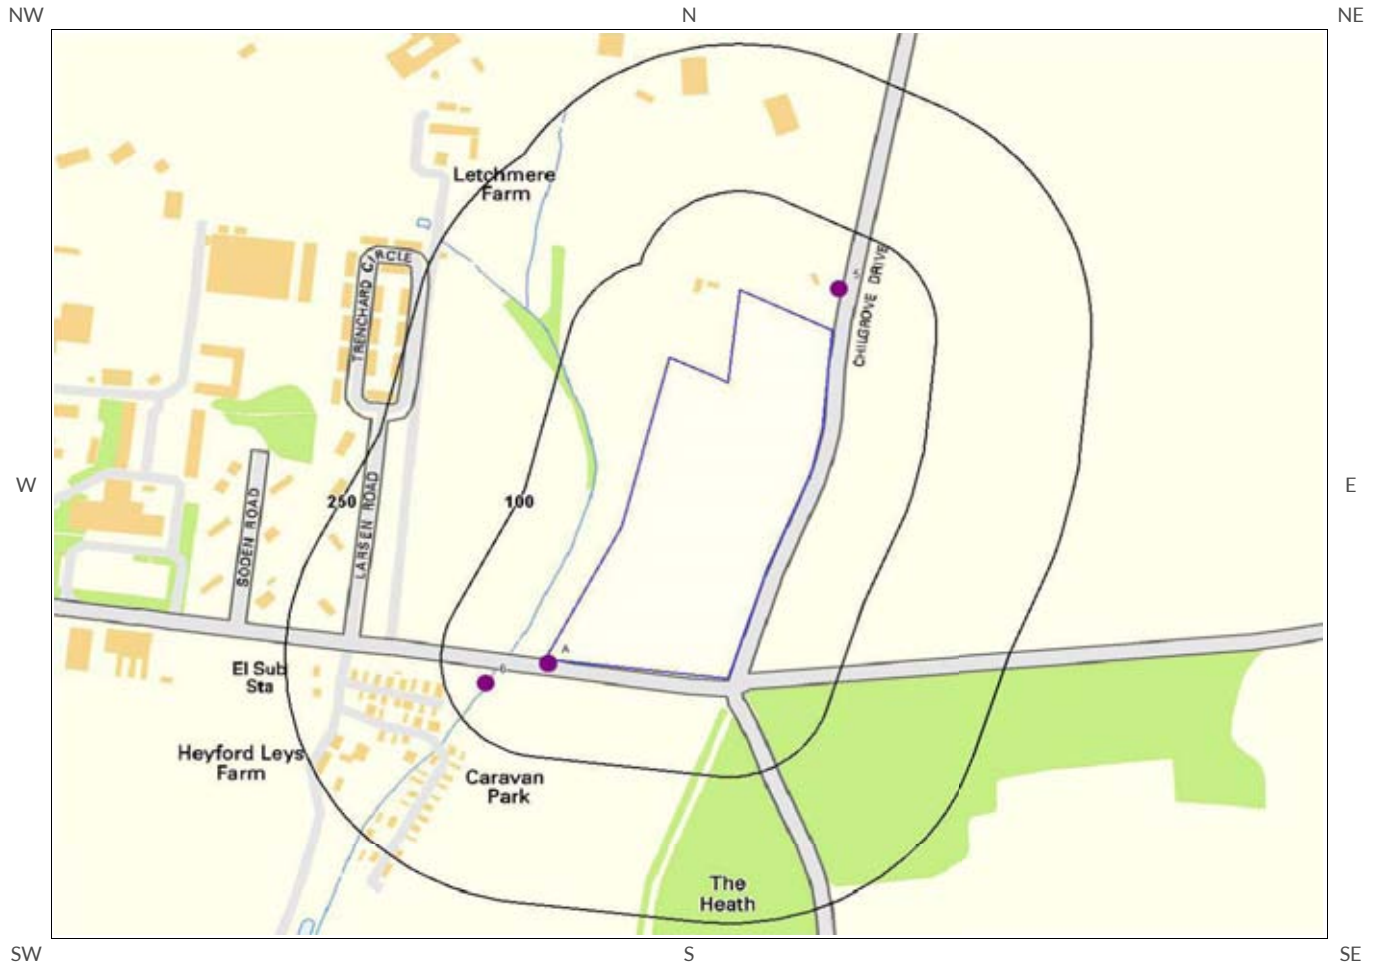 NW
N
NE
Letchmere
Farm
TRENCHARD CIRCLE
CHILGROVE DRIVE
W
250
100
E
SODEN ROAD
LARSEN ROAD
A
El Sub
Sta
Heyford Leys
Farm
Caravan
Park
The
Heath
SW
S
SE